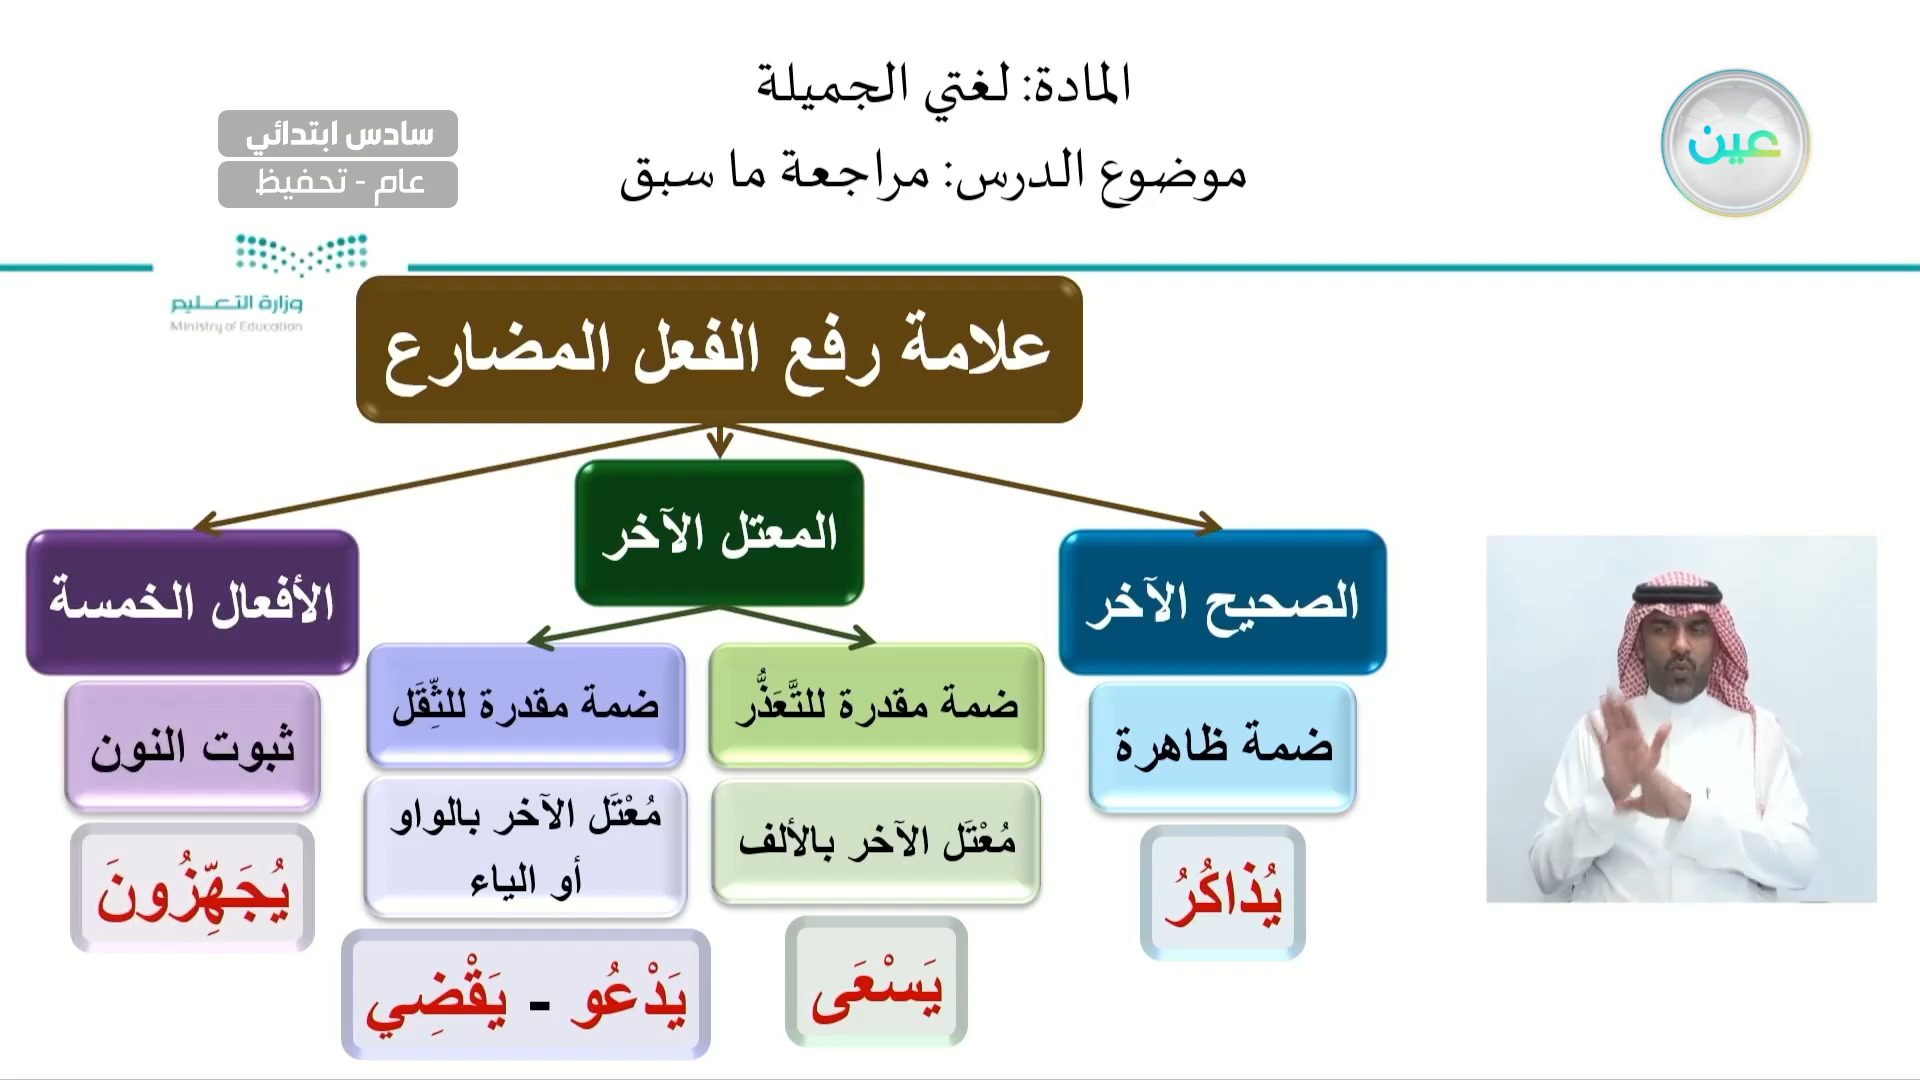 المادة: لغتي الجميلة
موضوع الدرس: مراجعة ما سبق
عين
سادس ابتدائي
عام - تحفيظ
وزارة التعليم
Ministry of Education
علامة رفع الفعل المضارع
الصحيح الآخر
ضمة ظاهرة
يُذاكُرُ
المعتل الآخر
ضمة مقدرة للتَّعَذُّر
مُعْتَل الآخر بالألف
يَسْعَى
ضمة مقدرة للثِّقَل
مُعْتَل الآخر بالواو
أو الياء
يَدْعُو - يَقْضِي
الأفعال الخمسة
ثبوت النون
يُجَهِّزُونَ